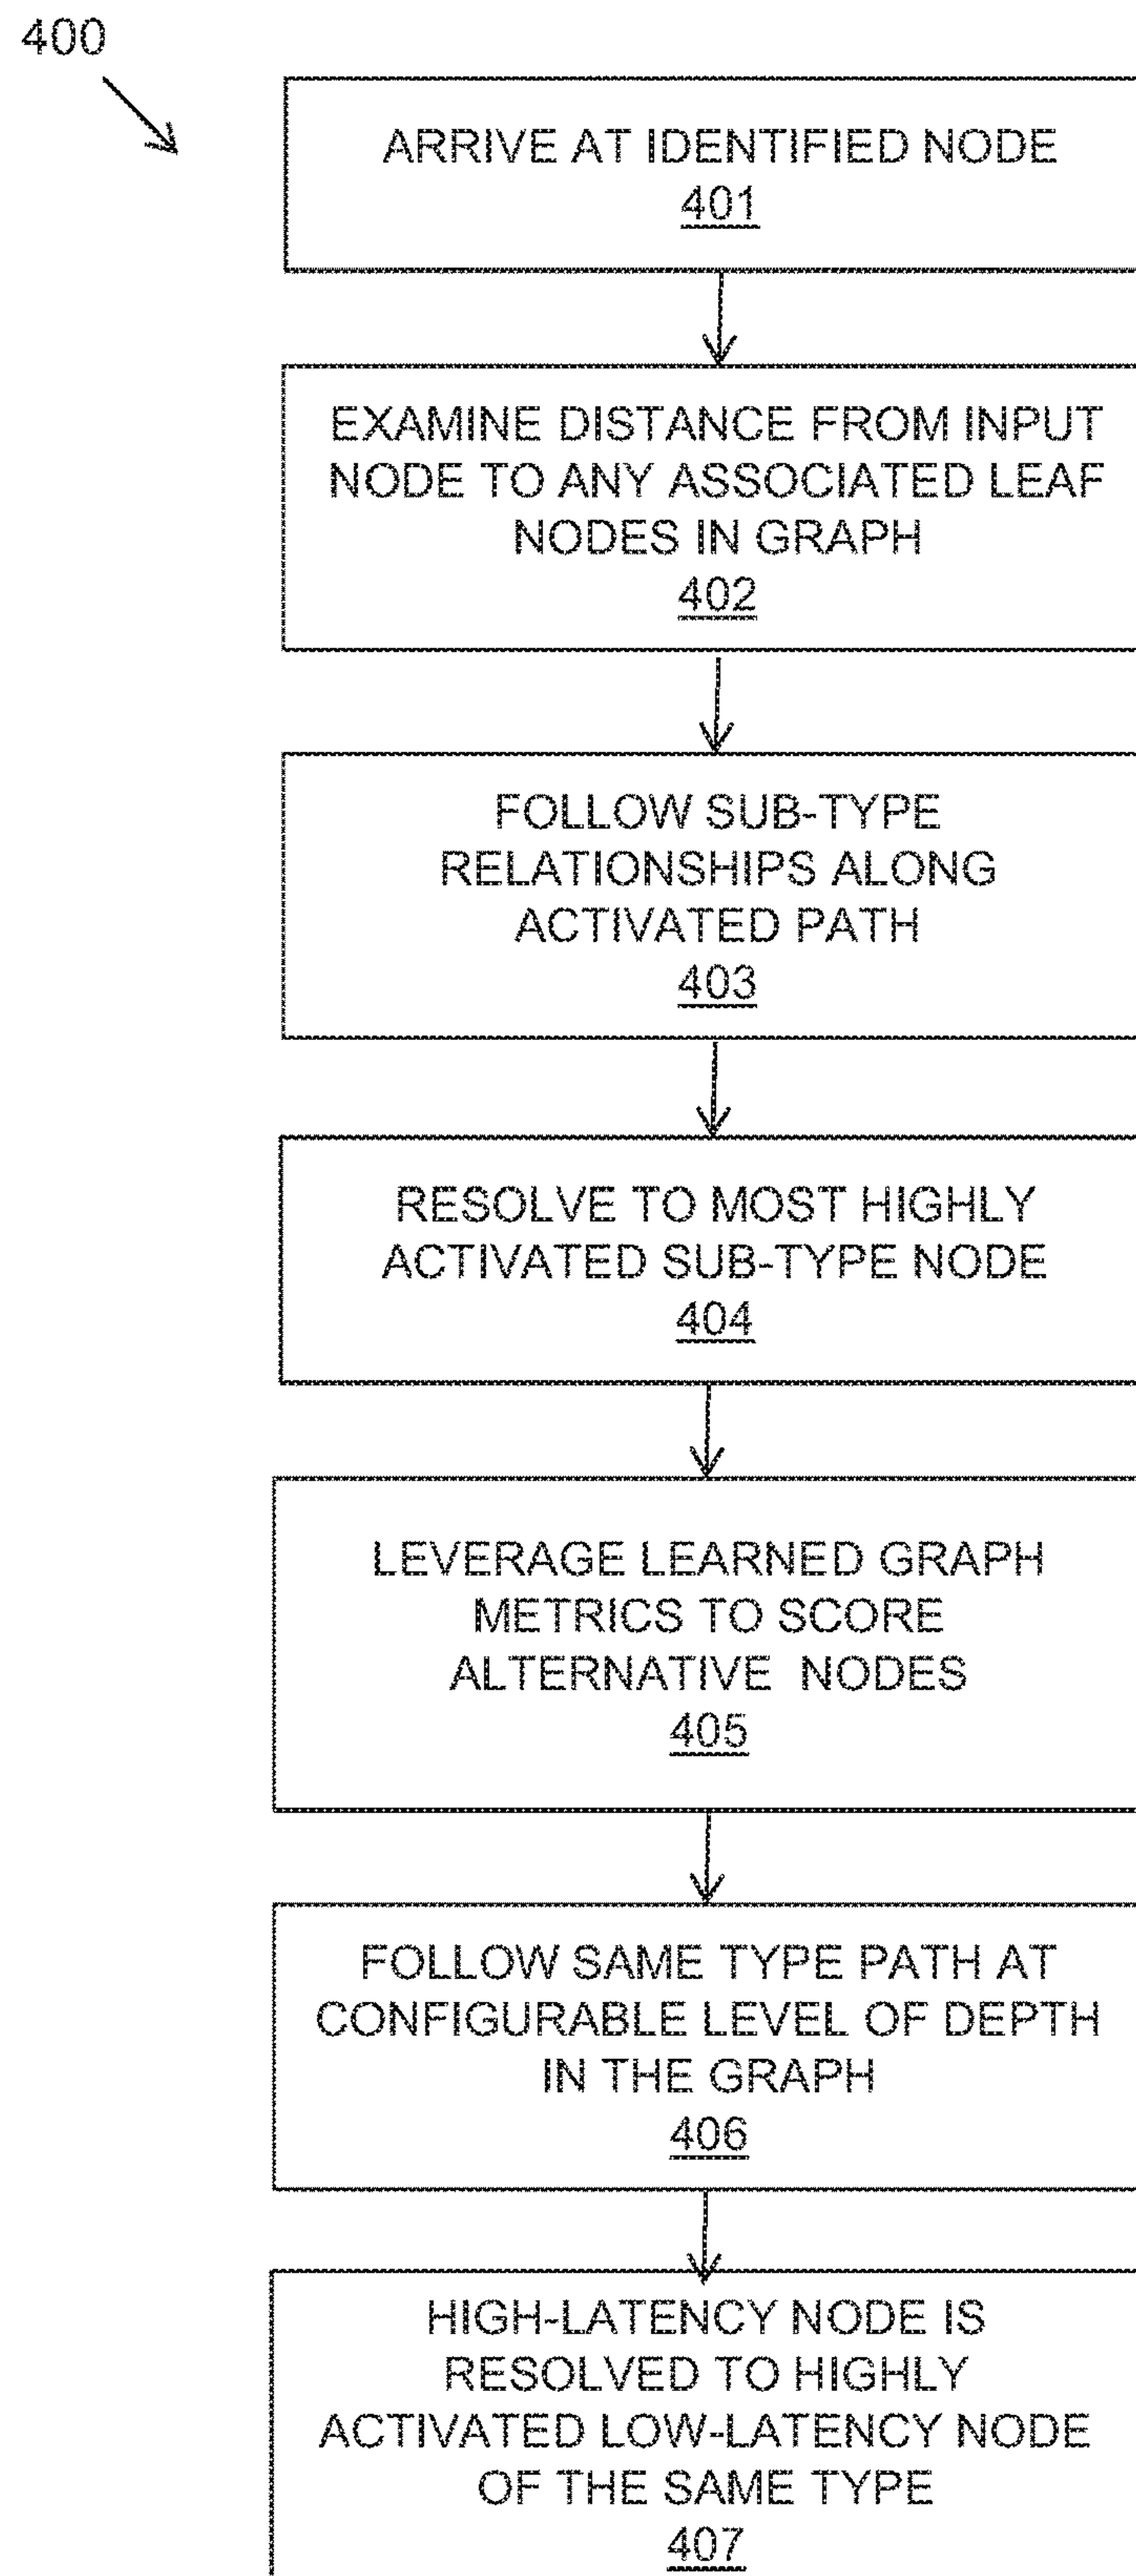 400
ARRIVE AT IDENTIFIED NODE
401
EXAMINE DISTANCE FROM INPUT
NODE TO ANY ASSOCIATED LEAF
NODES IN GRAPH
402
FOLLOW SUB-TYPE
RELATIONSHIPS ALONG
ACTIVATED PATH
403
RESOLVE TO MOST HIGHLY
ACTIVATED SUB-TYPE NODE
404
LEVERAGE LEARNED GRAPH
METRICS TO SCORE
ALTERNATIVE NODES
405
FOLLOW SAME TYPE PATH AT
CONFIGURABLE LEVEL OF DEPTH
IN THE GRAPH
406
HIGH-LATENCY NODE IS
RESOLVED TO HIGHLY
ACTIVATED LOW-LATENCY NODE
OF THE SAME TYPE
407